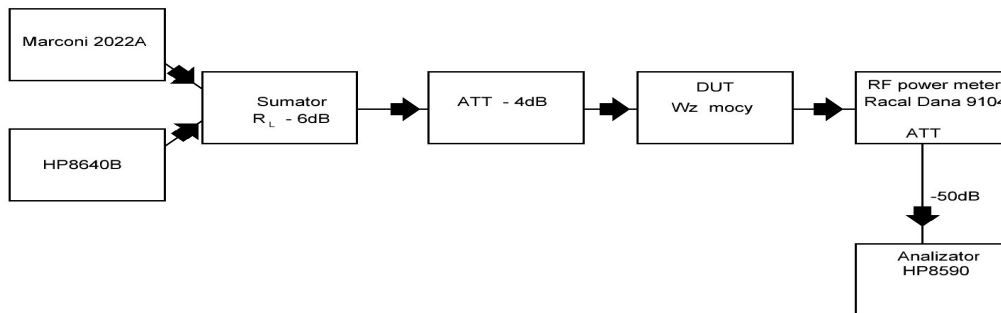 Marconi 2022A
HP8640B
Sumator
RL - 6dB
ATT - 4dB
DUT
Wz mocy
RF power meter
Racal Dana 9104
ATT
-50dB
Analizator
HP8590